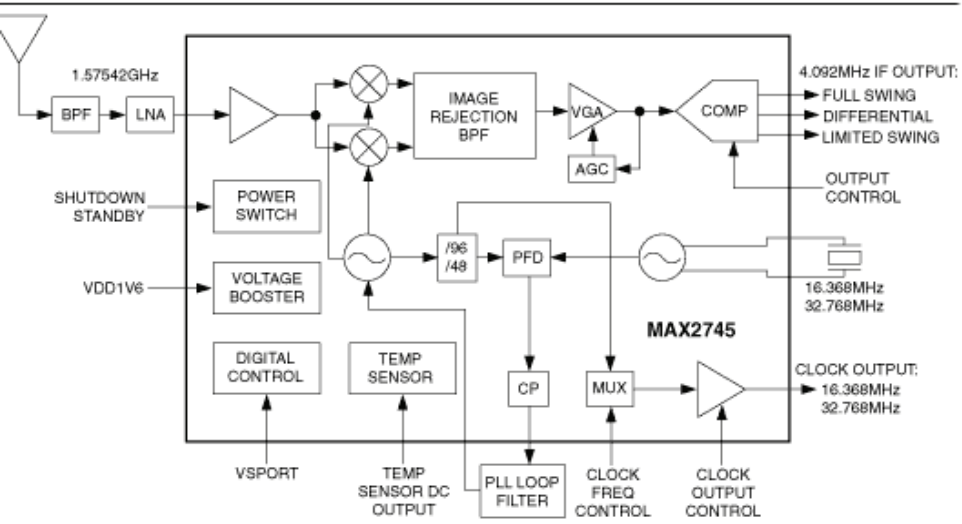 1.57542GHz
BPF
LNA
IMAGE
REJECTION
BPF
VGA
AGC
COMP
4.092MHz IF OUTPUT:
FULL SWING
DIFFERENTIAL
LIMITED SWING
OUTPUT
CONTROL
SHUTDOWN
STANDBY
POWER
SWITCH
VDD1V6
VOLTAGE
BOOSTER
/96
/48
PFD
16.368MHz
32.768MHz
MAX2745
DIGITAL
CONTROL
TEMP
SENSOR
CP
MUX
CLOCK OUTPUT:
16.368MHz
32.768MHz
VSPORT
TEMP
SENSOR DC
OUTPUT
PLL LOOP
FILTER
CLOCK
FREQ
CONTROL
CLOCK
OUTPUT
CONTROL